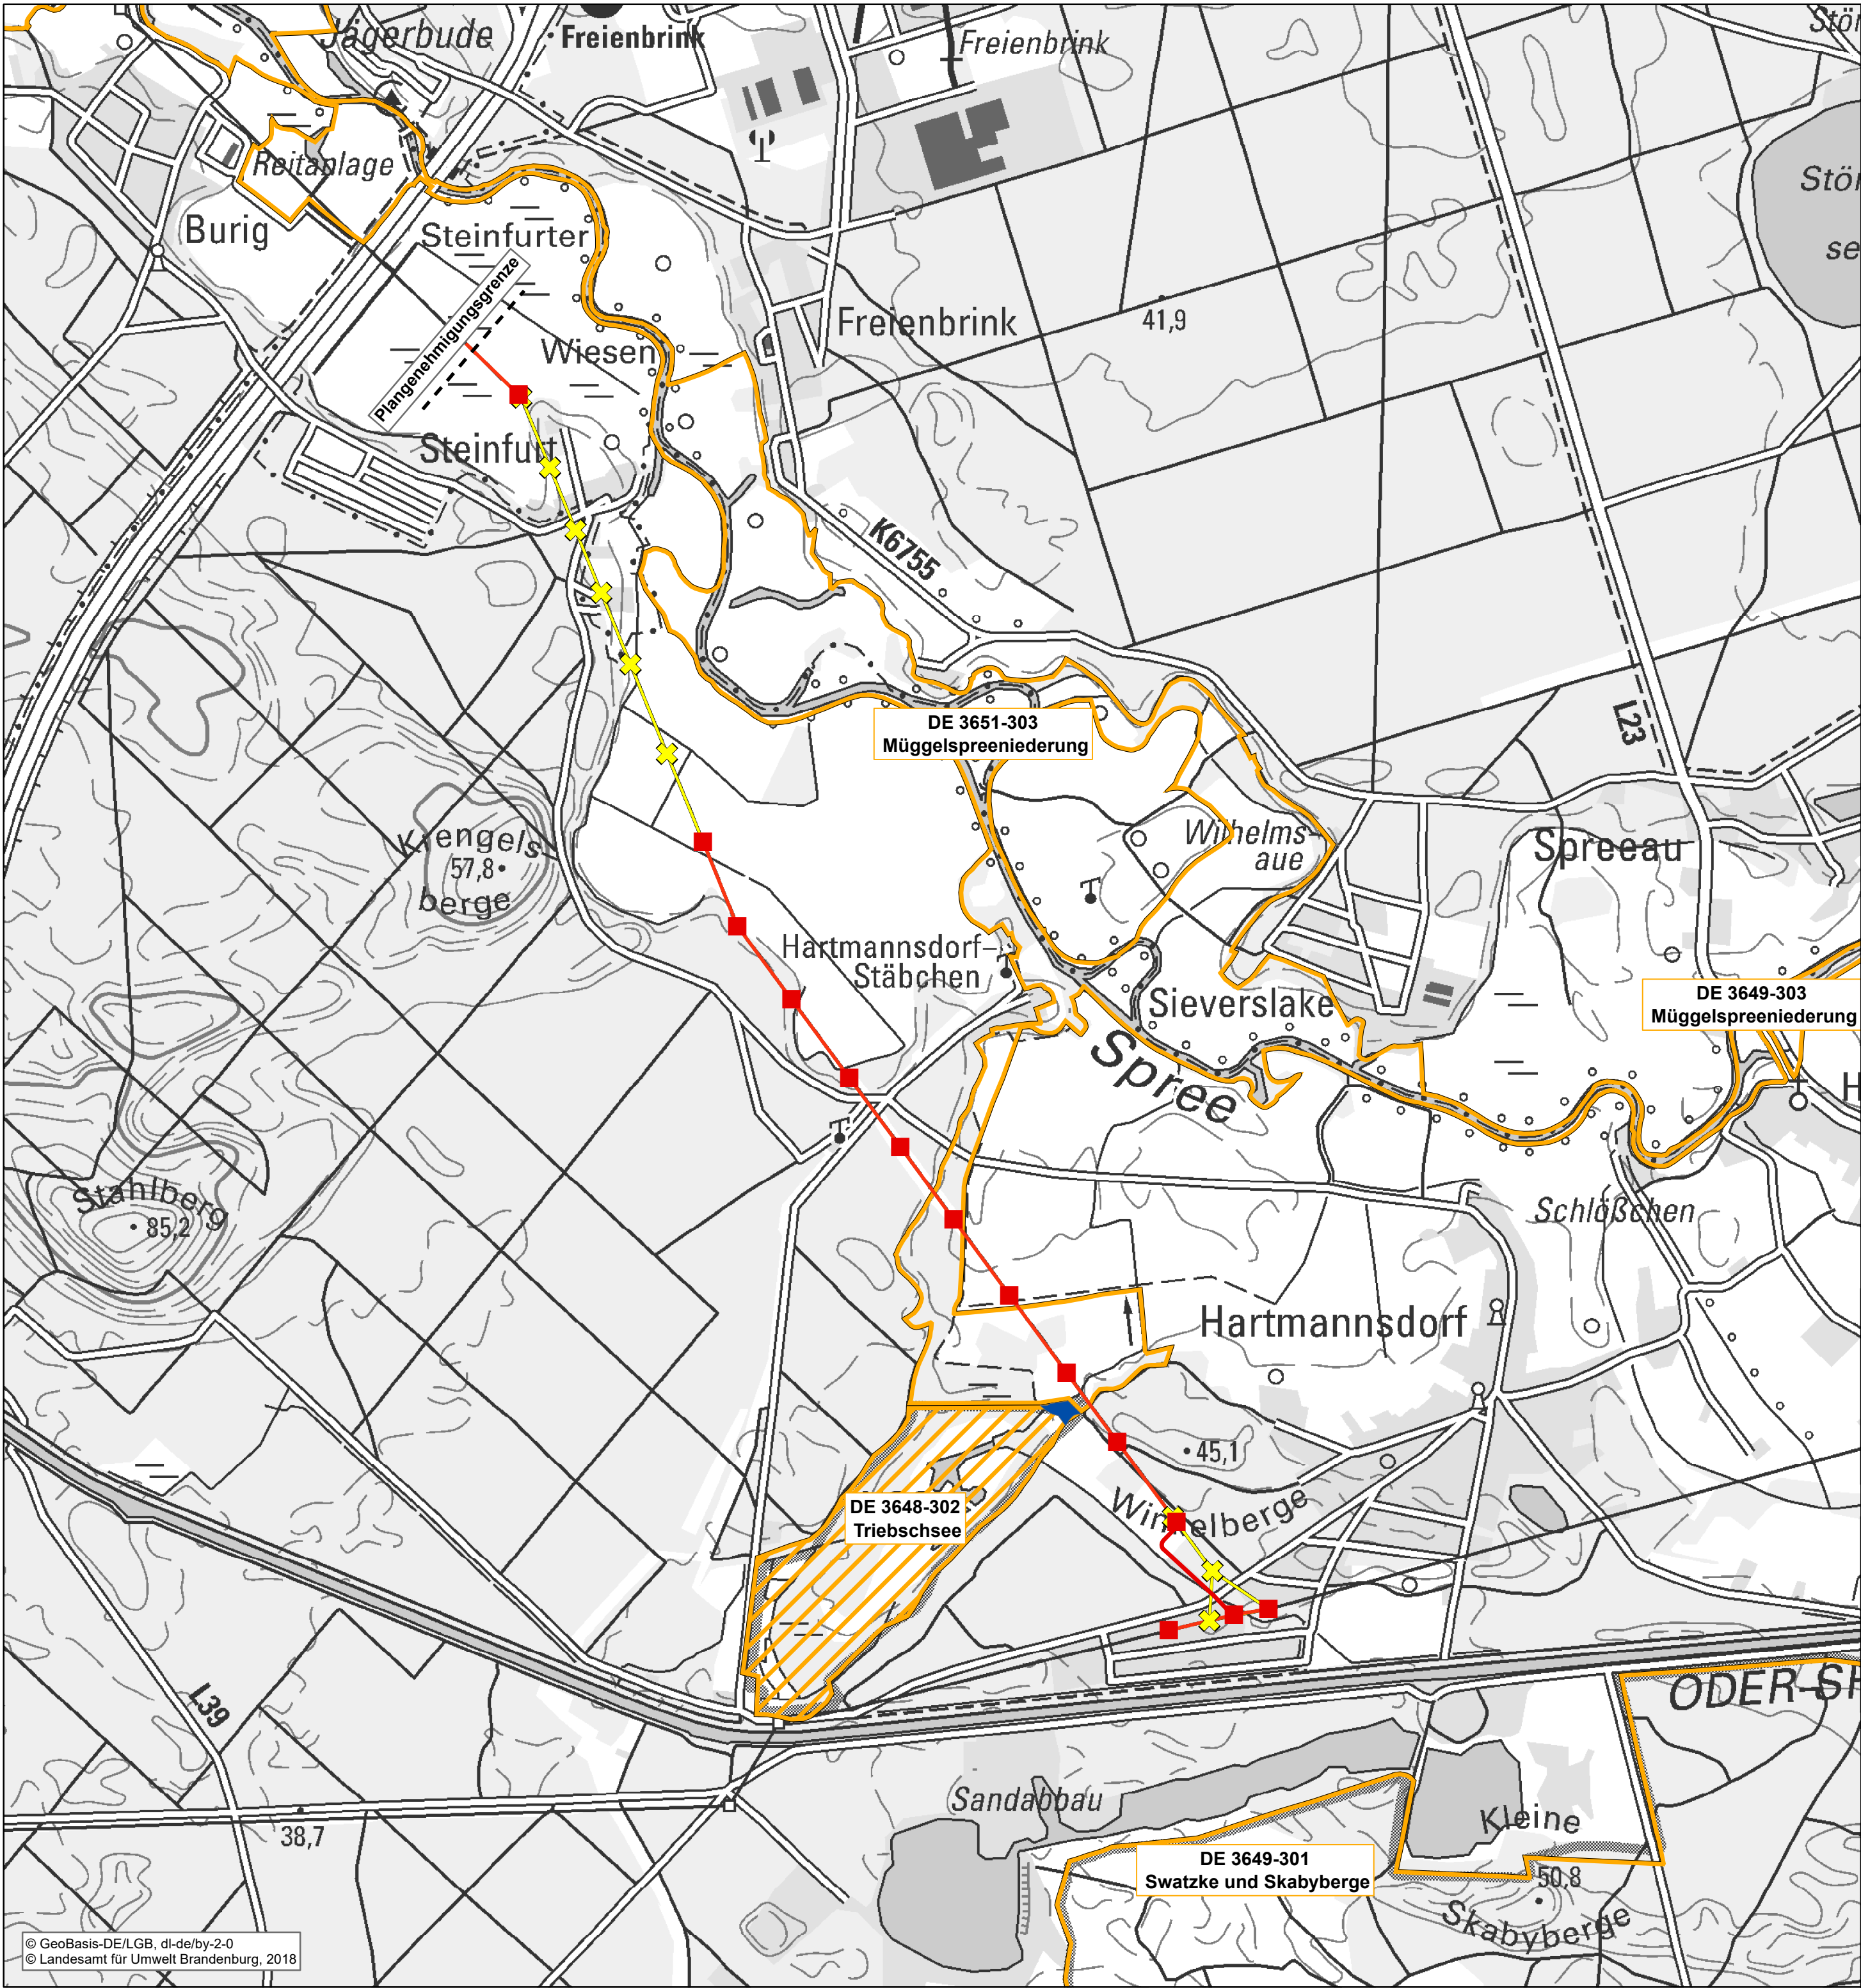 Jägerbude
Freienbrink
Freienbrink
Stör
Reitanlage
Burig
Steinfurter
Stör
se
Plangenehmigungsgrenze
Wiesen
Freienbrink
41,9
Steinfurt
K6755
L23
DE 3651-303
Müggelspreeniederung
Krengels
57,8
berge
Wilhelms-
aue
Spreeau
Hartmannsdorf-
Stäbchen
Sieverslake
DE 3649-303
Müggelspreeniederung
Spree
H
Stahlberg
85,2
Schlößchen
Hartmannsdorf
45,1
DE 3648-302
Triebschsee
Winkelberge
L39
ODER-SP
Sandabbau
Kleine
38,7
DE 3649-301
Swatzke und Skabyberge
50,8
Skabyberge
© GeoBasis-DE/LGB, dl-de/by-2-0
© Landesamt für Umwelt Brandenburg, 2018